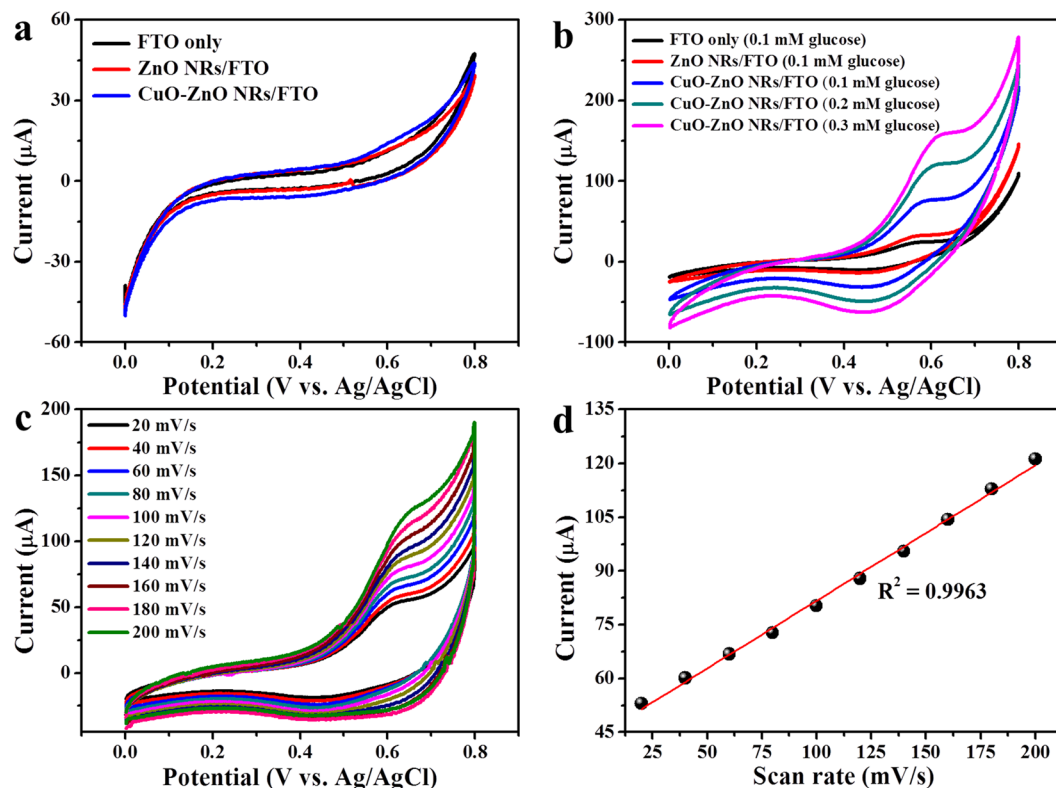 a
FTO only
ZnO NRs/FTO
CuO-ZnO NRs/FTO
60
30
0
-30
-60
Current (μA)
0.0 0.2 0.4 0.6 0.8
Potential (V vs. Ag/AgCl)
b
FTO only (0.1 mM glucose)
ZnO NRs/FTO (0.1 mM glucose)
CuO-ZnO NRs/FTO (0.1 mM glucose)
CuO-ZnO NRs/FTO (0.2 mM glucose)
CuO-ZnO NRs/FTO (0.3 mM glucose)
300
200
100
0
-100
Current (μA)
0.0 0.2 0.4 0.6 0.8
Potential (V vs. Ag/AgCl)
c
20 mV/s
40 mV/s
60 mV/s
80 mV/s
100 mV/s
120 mV/s
140 mV/s
160 mV/s
180 mV/s
200 mV/s
200
150
100
50
0
Current (μA)
0.0 0.2 0.4 0.6 0.8
Potential (V vs. Ag/AgCl)
d
135
120
105
90
75
60
45
Current (μA)
R² = 0.9963
25 50 75 100 125 150 175 200
Scan rate (mV/s)